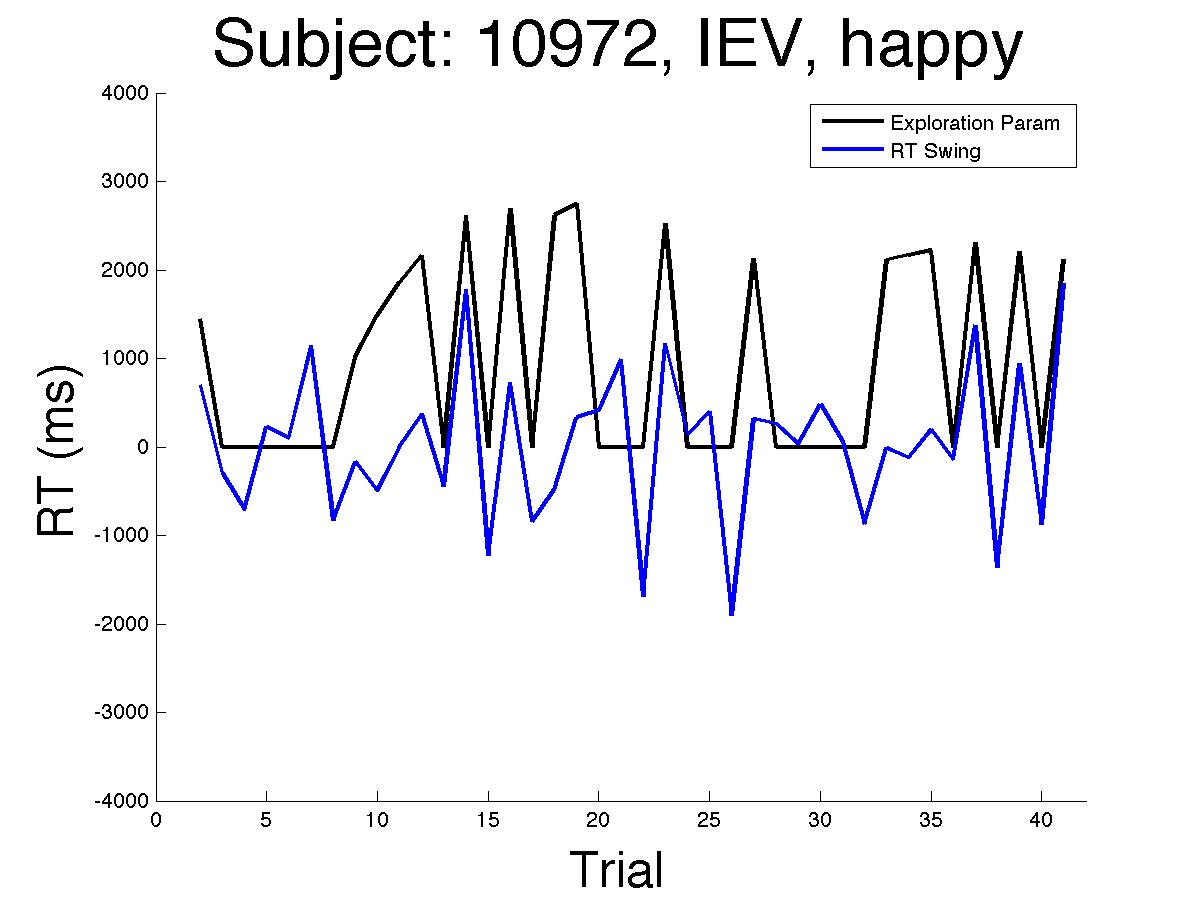 Subject: 10972, IEV, happy
4000
3000
2000
1000
0
-1000
-2000
-3000
-4000
RT (ms)
Exploration Param
RT Swing
0 5 10 15 20 25 30 35 40
Trial